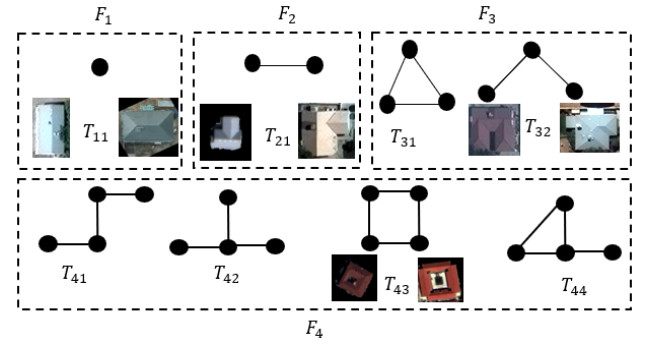 F₁ F₂ F₃
T₁₁ T₂₁ T₃₁ T₃₂
T₄₁ T₄₂ T₄₃ T₄₄
F₄